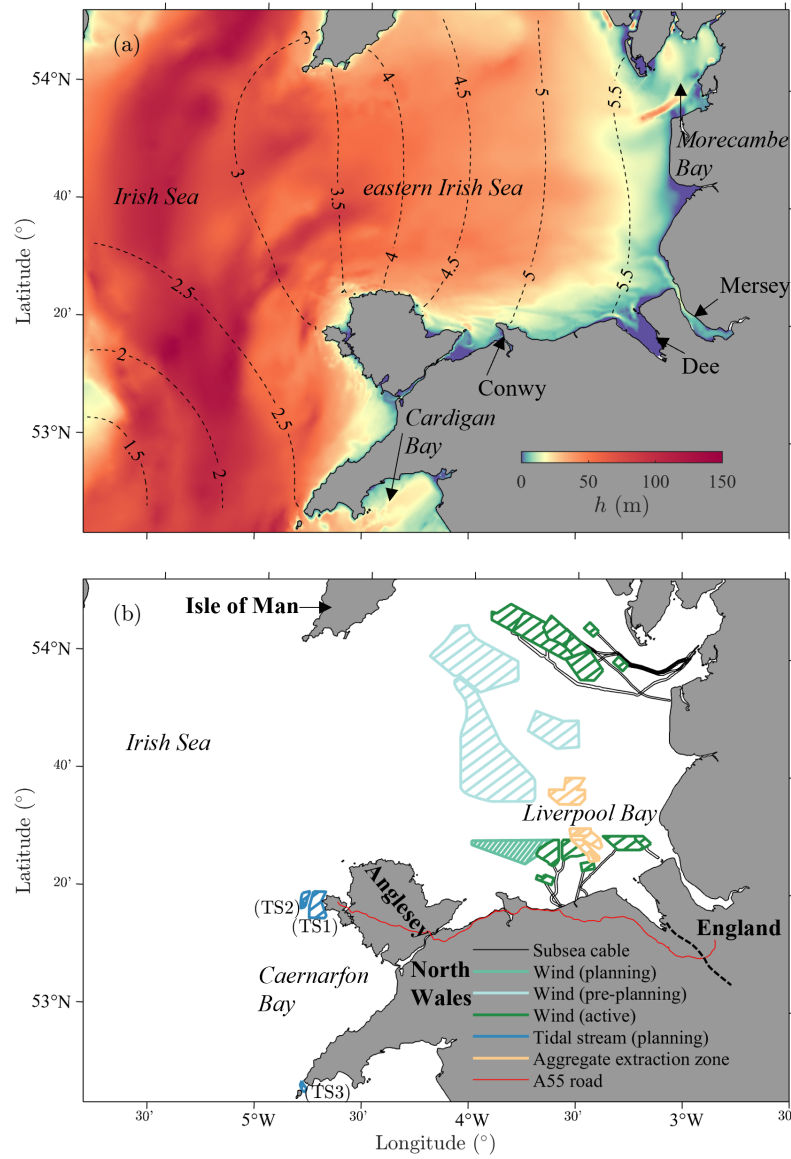 (a)
3
4
4.5
5
5.5
54°N
Morecambe
Bay
3
Irish Sea
3.5
eastern Irish Sea
40'
Latitude (°)
2.5
4
4.5
5
5.5
Mersey
20'
2
Dee
Conwy
2.5
Cardigan
Bay
53°N
1.5
2
0 50 100 150
h (m)
(b)
Isle of Man
54°N
Irish Sea
40'
Latitude (°)
Liverpool Bay
20'
Anglesey
(TS2)
(TS1)
England
Caernarfon
Bay
North
Wales
Subsea cable
Wind (planning)
Wind (pre-planning)
Wind (active)
Tidal stream (planning)
Aggregate extraction zone
A55 road
53°N
(TS3)
30' 5°W 30' 4°W 30' 3°W 30'
Longitude (°)